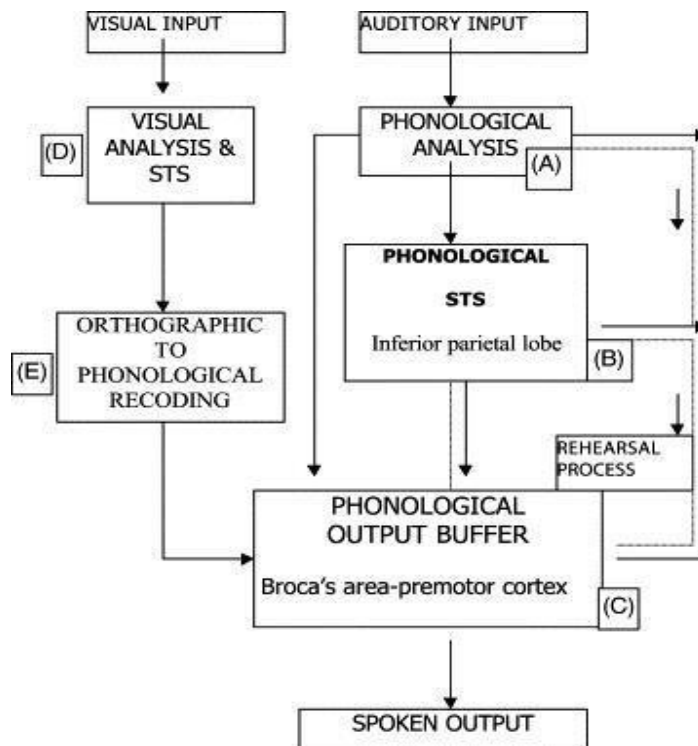 VISUAL INPUT
AUDITORY INPUT
(D)
VISUAL
ANALYSIS &
STS
PHONOLOGICAL
ANALYSIS
(A)
PHONOLOGICAL
STS
Inferior parietal lobe
(B)
(E)
ORTHOGRAPHIC
TO
PHONOLOGICAL
RECODING
REHEARSAL
PROCESS
PHONOLOGICAL
OUTPUT BUFFER
Broca's area-premotor cortex
(C)
SPOKEN OUTPUT